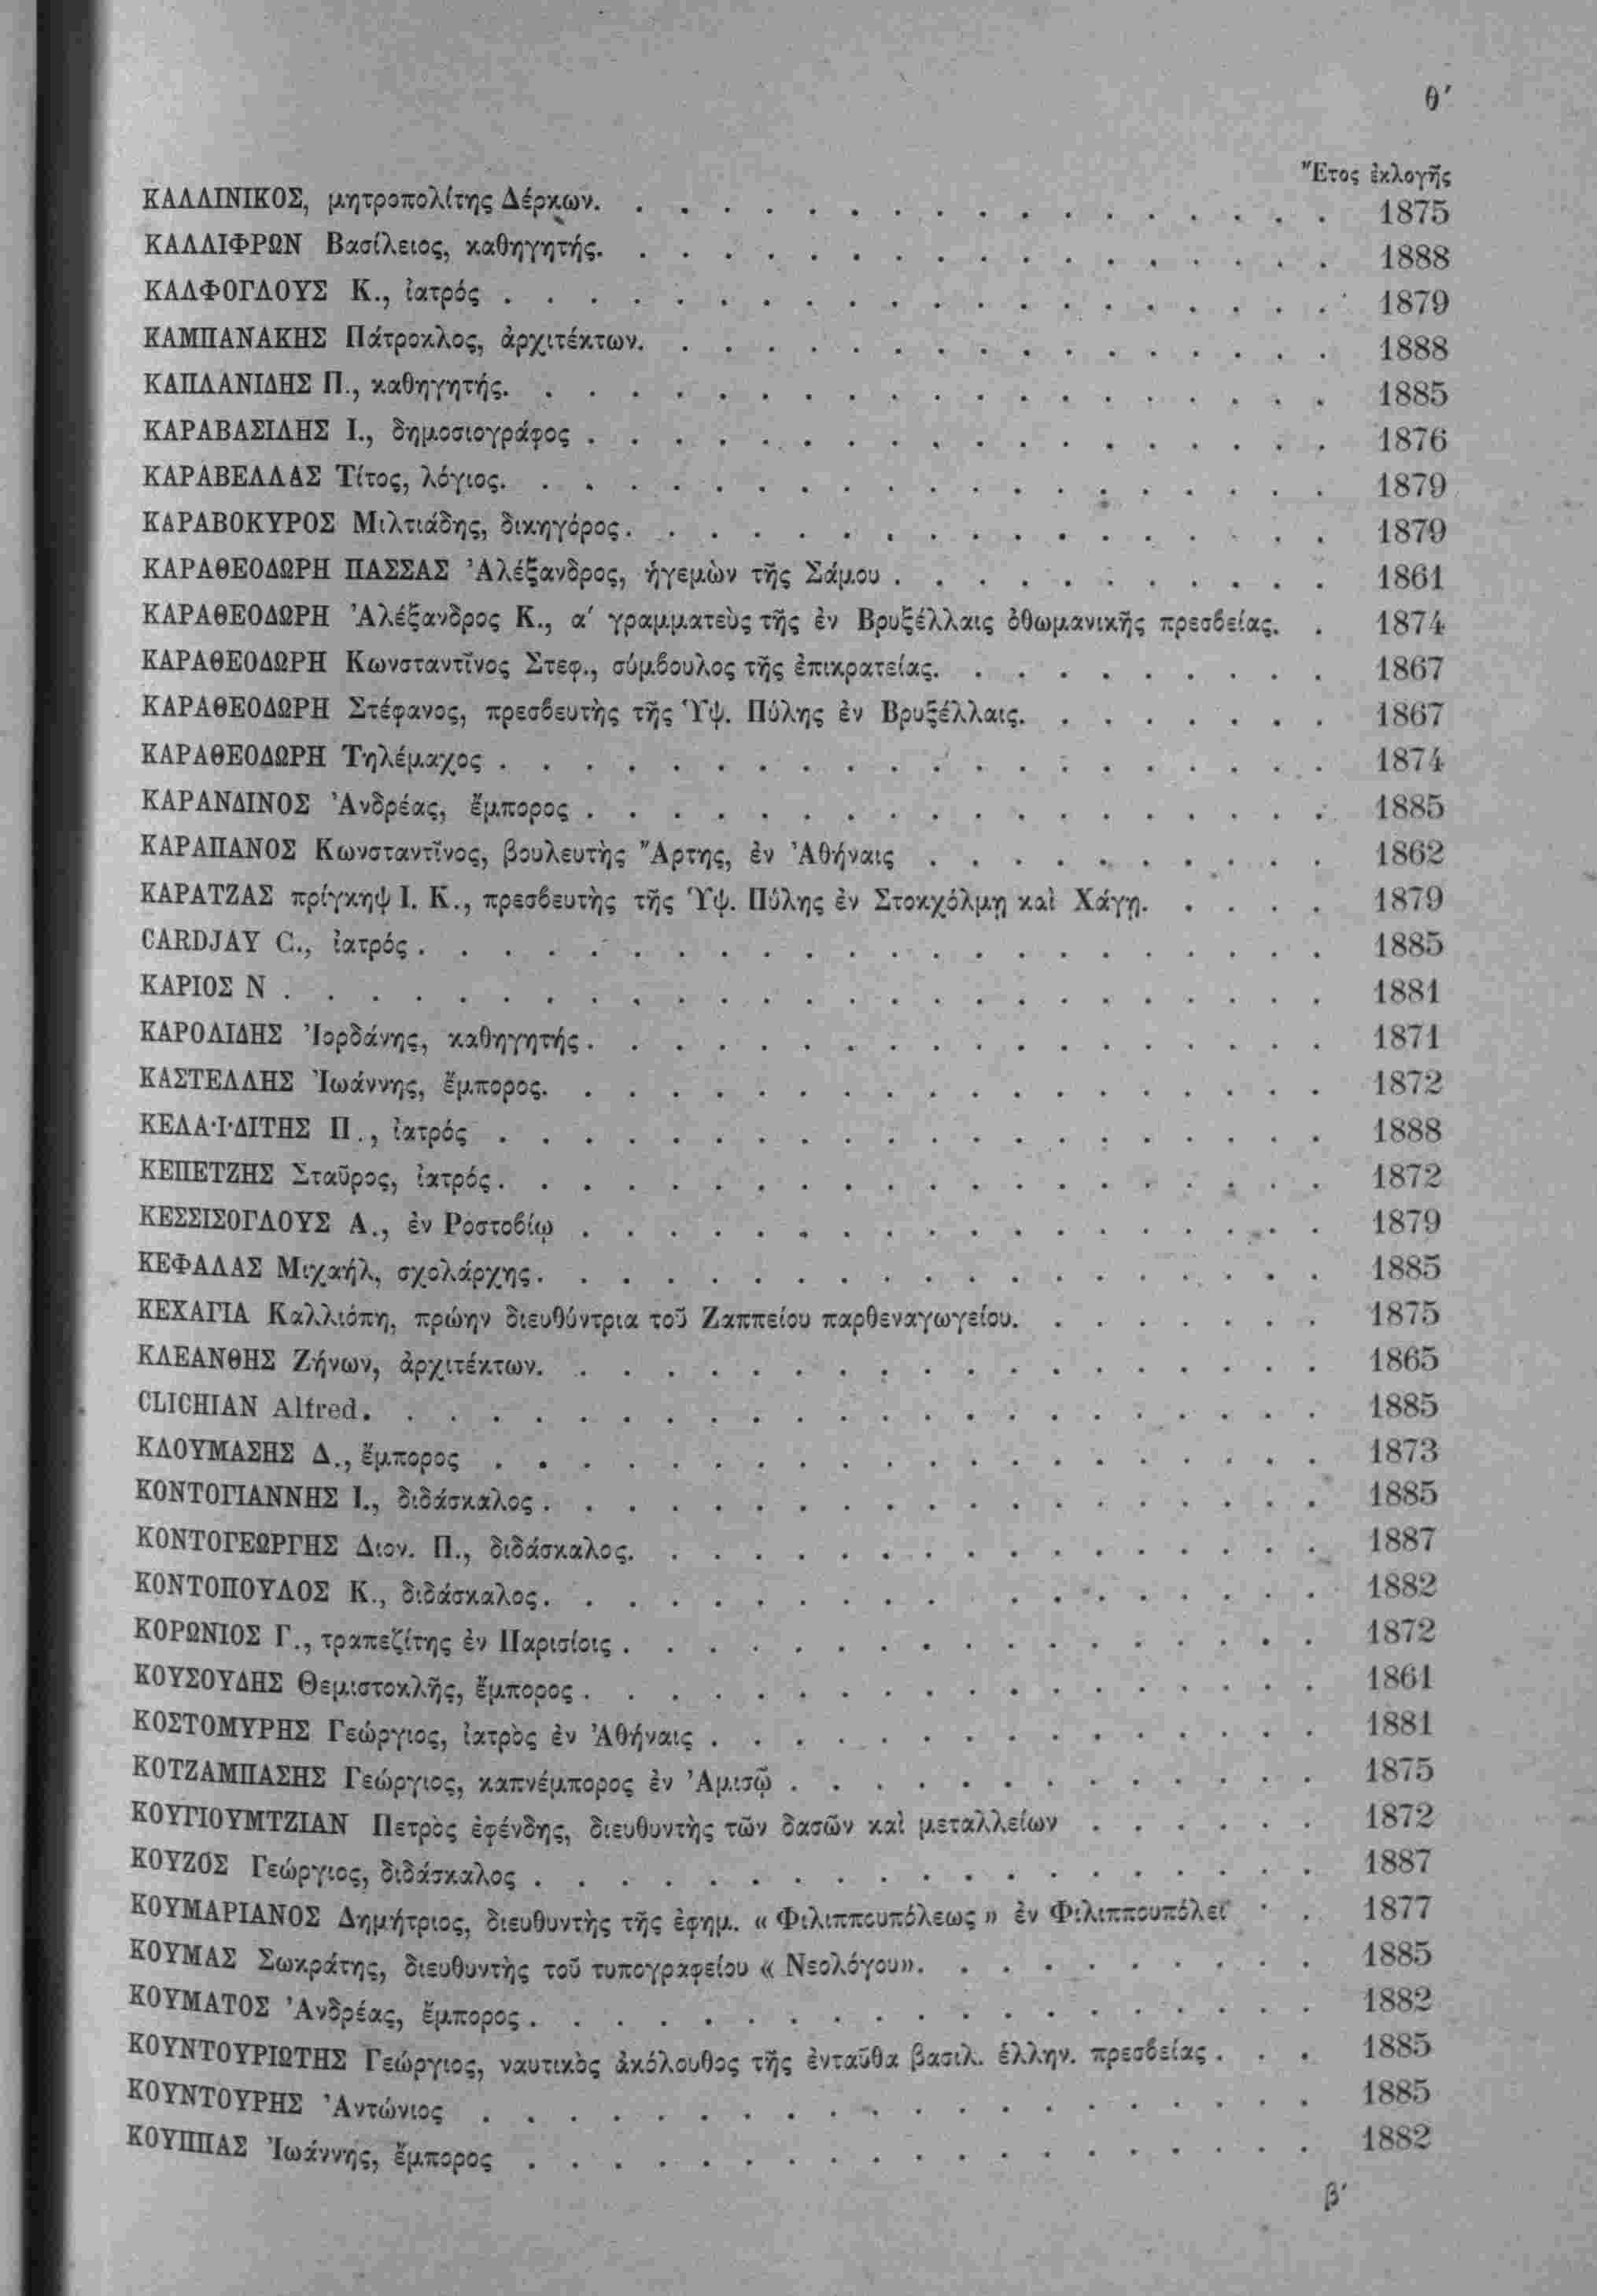 θ′
Ἔτος ἐκλογῆς
ΚΑΛΛΙΝΙΚΟΣ, μητροπολίτης Δέρκων. . . . . . . . . . . . . . . . . . 1875
ΚΑΛΛΙΦΡΩΝ Βασίλειος, καθηγητής. . . . . . . . . . . . . . . . . . 1888
ΚΑΛΦΟΓΛΟΥΣ Κ., ἰατρός . . . . . . . . . . . . . . . . . . . . 1879
ΚΑΜΠΑΝΑΚΗΣ Πάτροκλος, ἀρχιτέκτων. . . . . . . . . . . . . . . . . 1888
ΚΑΠΛΑΝΙΔΗΣ Π., καθηγητής. . . . . . . . . . . . . . . . . . . . 1885
ΚΑΡΑΒΑΣΙΛΗΣ Ι., δημοσιογράφος . . . . . . . . . . . . . . . . . . 1876
ΚΑΡΑΒΕΛΛΑΣ Τίτος, λόγιος. . . . . . . . . . . . . . . . . . . . 1879
ΚΑΡΑΒΟΚΥΡΟΣ Μιλτιάδης, δικηγόρος. . . . . . . . . . . . . . . . . 1879
ΚΑΡΑΘΕΟΔΩΡΗ ΠΑΣΣΑΣ Ἀλέξανδρος, ἡγεμὼν τῆς Σάμου . . . . . . . . . . . 1861
ΚΑΡΑΘΕΟΔΩΡΗ Ἀλέξανδρος Κ., α′ γραμματεὺς τῆς ἐν Βρυξέλλαις ὀθωμανικῆς πρεσβείας. . 1874
ΚΑΡΑΘΕΟΔΩΡΗ Κωνσταντῖνος Στεφ., σύμβουλος τῆς ἐπικρατείας. . . . . . . . . . 1867
ΚΑΡΑΘΕΟΔΩΡΗ Στέφανος, πρεσβευτὴς τῆς Ὑψ. Πύλης ἐν Βρυξέλλαις. . . . . . . . 1867
ΚΑΡΑΘΕΟΔΩΡΗ Τηλέμαχος . . . . . . . . . . . . . . . . . . . . 1874
ΚΑΡΑΝΔΙΝΟΣ Ἀνδρέας, ἔμπορος . . . . . . . . . . . . . . . . . . 1885
ΚΑΡΑΠΑΝΟΣ Κωνσταντῖνος, βουλευτὴς Ἄρτης, ἐν Ἀθήναις . . . . . . . . . . 1862
ΚΑΡΑΤΖΑΣ πρίγκηψ Ι. Κ., πρεσβευτὴς τῆς Ὑψ. Πύλης ἐν Στοκχόλμῃ καὶ Χάγῃ. . . . . 1879
CARDJAY C., ἰατρός . . . . . . . . . . . . . . . . . . . . . . 1885
ΚΑΡΙΟΣ Ν . . . . . . . . . . . . . . . . . . . . . . . . . 1881
ΚΑΡΟΛΙΔΗΣ Ἰορδάνης, καθηγητής . . . . . . . . . . . . . . . . . . 1871
ΚΑΣΤΕΛΛΗΣ Ἰωάννης, ἔμπορος. . . . . . . . . . . . . . . . . . . 1872
ΚΕΛΑΪΔΙΤΗΣ Π., ἰατρός . . . . . . . . . . . . . . . . . . . . 1888
ΚΕΠΕΤΖΗΣ Σταῦρος, ἰατρός . . . . . . . . . . . . . . . . . . . . 1872
ΚΕΣΣΙΣΟΓΛΟΥΣ Α., ἐν Ροστοβίῳ . . . . . . . . . . . . . . . . . . 1879
ΚΕΦΑΛΑΣ Μιχαήλ, σχολάρχης. . . . . . . . . . . . . . . . . . . 1885
ΚΕΧΑΓΙΑ Καλλιόπη, πρώην διευθύντρια τοῦ Ζαππείου παρθεναγωγείου. . . . . . . . 1875
ΚΛΕΑΝΘΗΣ Ζήνων, ἀρχιτέκτων. . . . . . . . . . . . . . . . . . . 1865
CLICHIAN Alfred. . . . . . . . . . . . . . . . . . . . . . . 1885
ΚΛΟΥΜΑΣΗΣ Δ., ἔμπορος . . . . . . . . . . . . . . . . . . . . 1873
ΚΟΝΤΟΓΙΑΝΝΗΣ Ι., διδάσκαλος . . . . . . . . . . . . . . . . . . . 1885
ΚΟΝΤΟΓΕΩΡΓΗΣ Διον. Π., διδάσκαλος. . . . . . . . . . . . . . . . . 1887
ΚΟΝΤΟΠΟΥΛΟΣ Κ., διδάσκαλος. . . . . . . . . . . . . . . . . . . 1882
ΚΟΡΩΝΙΟΣ Γ., τραπεζίτης ἐν Παρισίοις . . . . . . . . . . . . . . . . . 1872
ΚΟΥΣΟΥΔΗΣ Θεμιστοκλῆς, ἔμπορος . . . . . . . . . . . . . . . . . . 1861
ΚΟΣΤΟΜΥΡΗΣ Γεώργιος, ἰατρὸς ἐν Ἀθήναις . . . . . . . . . . . . . . . 1881
ΚΟΤΖΑΜΠΑΣΗΣ Γεώργιος, καπνέμπορος ἐν Ἀμισῷ . . . . . . . . . . . . . 1875
ΚΟΥΓΙΟΥΜΤΖΙΑΝ Πετρὸς ἐφένδης, διευθυντὴς τῶν δασῶν καὶ μεταλλείων . . . . . . 1872
ΚΟΥΖΟΣ Γεώργιος, διδάσκαλος . . . . . . . . . . . . . . . . . . . 1887
ΚΟΥΜΑΡΙΑΝΟΣ Δημήτριος, διευθυντὴς τῆς ἐφημ. « Φιλιππουπόλεως » ἐν Φιλιππουπόλει . . 1877
ΚΟΥΜΑΣ Σωκράτης, διευθυντὴς τοῦ τυπογραφείου « Νεολόγου». . . . . . . . . . 1885
ΚΟΥΜΑΤΟΣ Ἀνδρέας, ἔμπορος . . . . . . . . . . . . . . . . . . . 1882
ΚΟΥΝΤΟΥΡΙΩΤΗΣ Γεώργιος, ναυτικὸς ἀκόλουθος τῆς ἐνταῦθα βασιλ. ἑλλην. πρεσβείας . . . 1885
ΚΟΥΝΤΟΥΡΗΣ Ἀντώνιος . . . . . . . . . . . . . . . . . . . . 1885
ΚΟΥΠΠΑΣ Ἰωάννης, ἔμπορος . . . . . . . . . . . . . . . . . . . 1882
β′